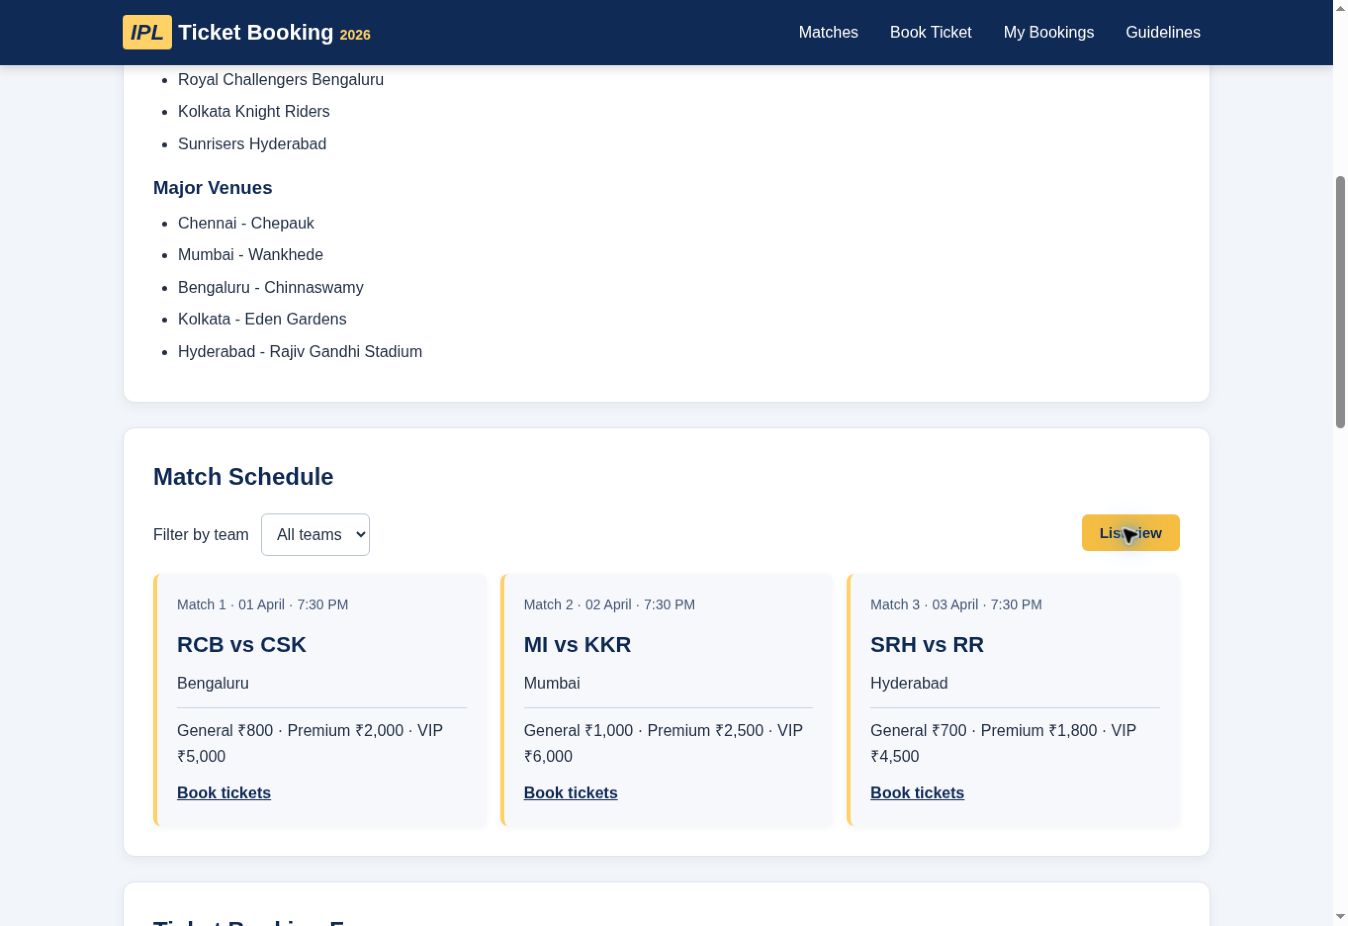 IPL Ticket Booking 2026
Matches
Book Ticket
My Bookings
Guidelines
Royal Challengers Bengaluru
Kolkata Knight Riders
Sunrisers Hyderabad
Major Venues
Chennai - Chepauk
Mumbai - Wankhede
Bengaluru - Chinnaswamy
Kolkata - Eden Gardens
Hyderabad - Rajiv Gandhi Stadium
Match Schedule
Filter by team
All teams
List view
Match 1 · 01 April · 7:30 PM
RCB vs CSK
Bengaluru
General ₹800 · Premium ₹2,000 · VIP
₹5,000
Book tickets
Match 2 · 02 April · 7:30 PM
MI vs KKR
Mumbai
General ₹1,000 · Premium ₹2,500 · VIP
₹6,000
Book tickets
Match 3 · 03 April · 7:30 PM
SRH vs RR
Hyderabad
General ₹700 · Premium ₹1,800 · VIP
₹4,500
Book tickets
Ticket Booking